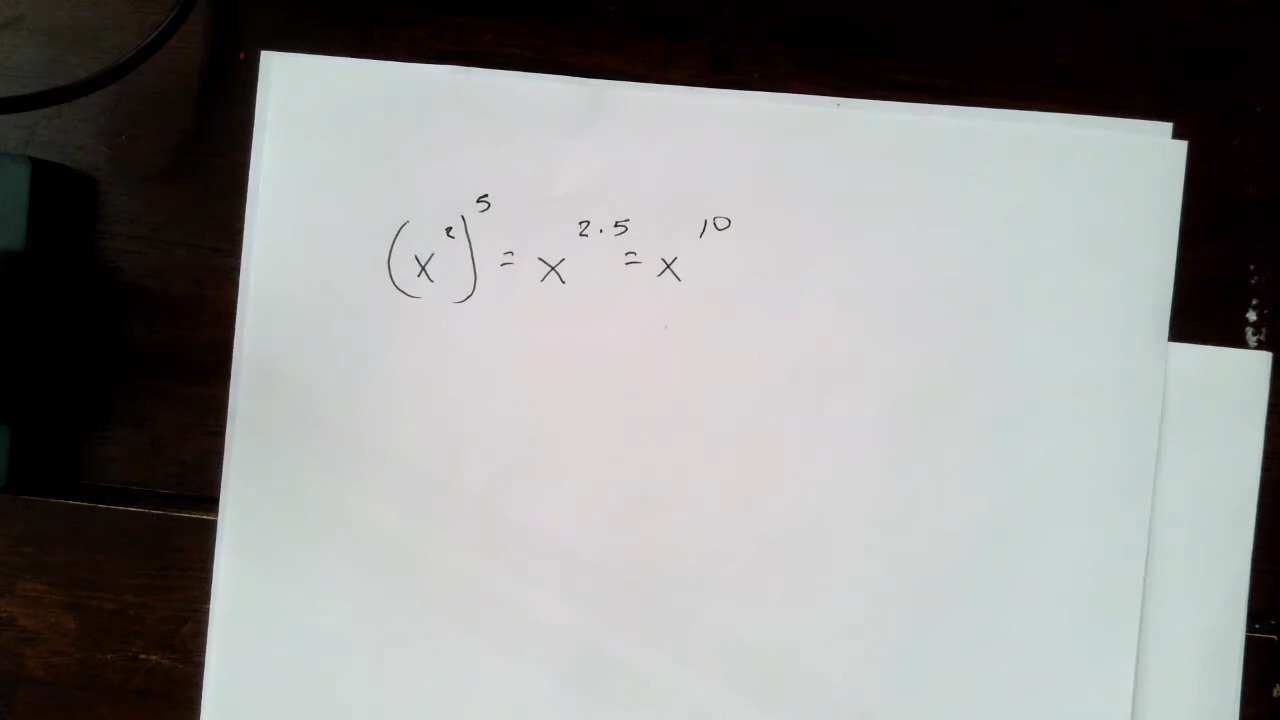 (x²)⁵ = x²·⁵ = x¹⁰